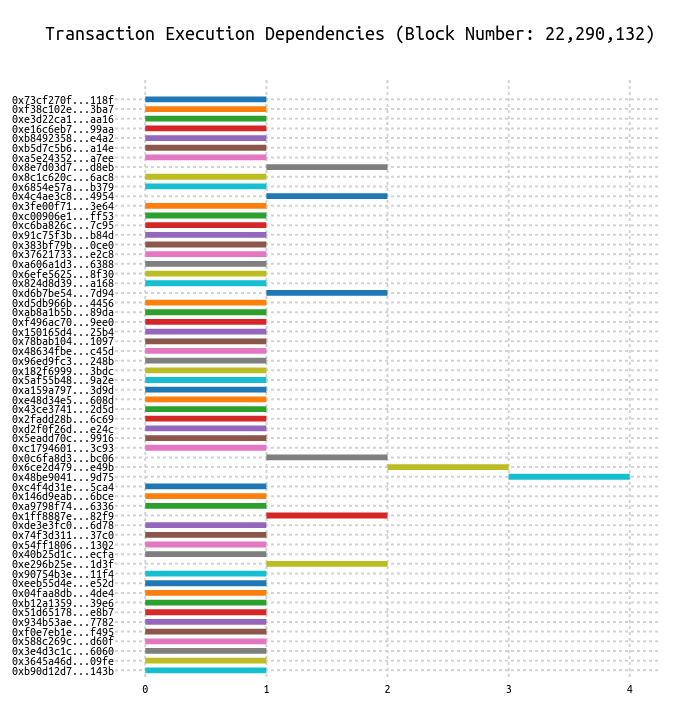 Transaction Execution Dependencies (Block Number: 22,290,132)
0x73cf270f...118f
0xf38c102e...3ba7
0xe3d22ca1...aa16
0xe16c6eb7...99aa
0xb8492358...e4a2
0xb5d7c5b6...a14e
0xa5e24352...a7ee
0x8e7d03d7...d8eb
0x8c1c620c...6ac8
0x6854e57a...b379
0x4c4ae3c8...4954
0x3fe00f71...3e64
0xc00906e1...ff53
0xc6ba826c...7c95
0x91c75f3b...b84d
0x383bf79b...0ce0
0x37621733...e2c8
0xa606a1d3...6388
0x6efe5625...8f30
0x824d8d39...a168
0xd6b7be54...7d94
0xd5db966b...4456
0xab8a1b5b...89da
0xf496ac70...9ee0
0x150165d4...25b4
0x78bab104...1097
0x48634fbe...c45d
0x96ed9fc3...248b
0x182f6999...3bdc
0x5af55b48...9a2e
0xa159a797...3d9d
0xe48d34e5...608d
0x43ce3741...2d5d
0x2fadd28b...6c69
0xd2f0f26d...e24c
0x5eadd70c...9916
0xc1794601...3c93
0x0c6fa8d3...bc06
0x6ce2d479...e49b
0x48be9041...9d75
0xc4f4d31e...5ca4
0x146d9eab...6bce
0xa9798f74...6336
0x1ff8887e...82f9
0xde3e3fc0...6d78
0x74f3d311...37c0
0x54ff1806...1302
0x40b25d1c...ecfa
0xe296b25e...1d3f
0x90754b3e...11f4
0xeeb55d4e...e52d
0x04faa8db...4de4
0xb12a1359...39e6
0x51d65178...e8b7
0x934b53ae...7782
0xf0e7eb1e...f495
0x588c269c...d60f
0x3e4d3c1c...6060
0x3645a46d...09fe
0xb90d12d7...143b
0 1 2 3 4